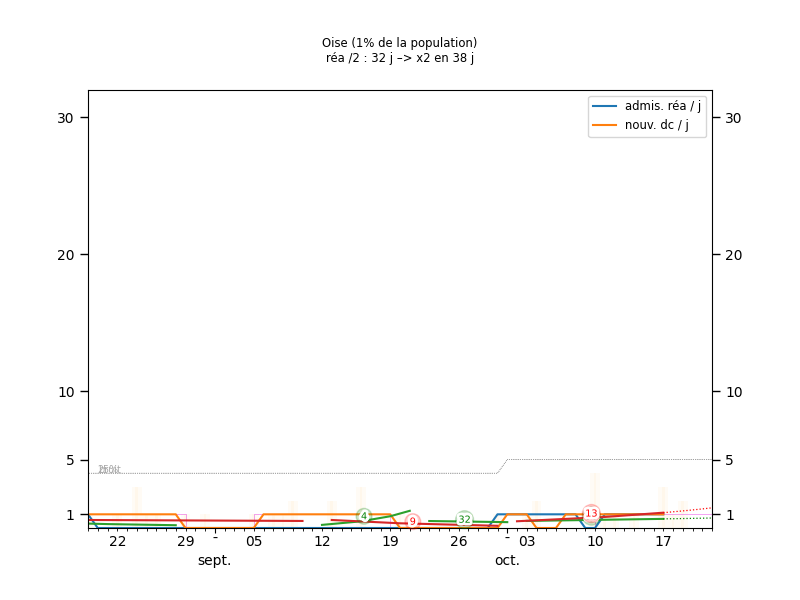 Oise (1% de la population)
réa /2 : 32 j –> x2 en 38 j
admis. réa / j
nouv. dc / j
30 30
20 20
10 10
5 5
1 1
4 9 32 13
22 29 - 05 12 19 26 - 03 10 17
sept. oct.